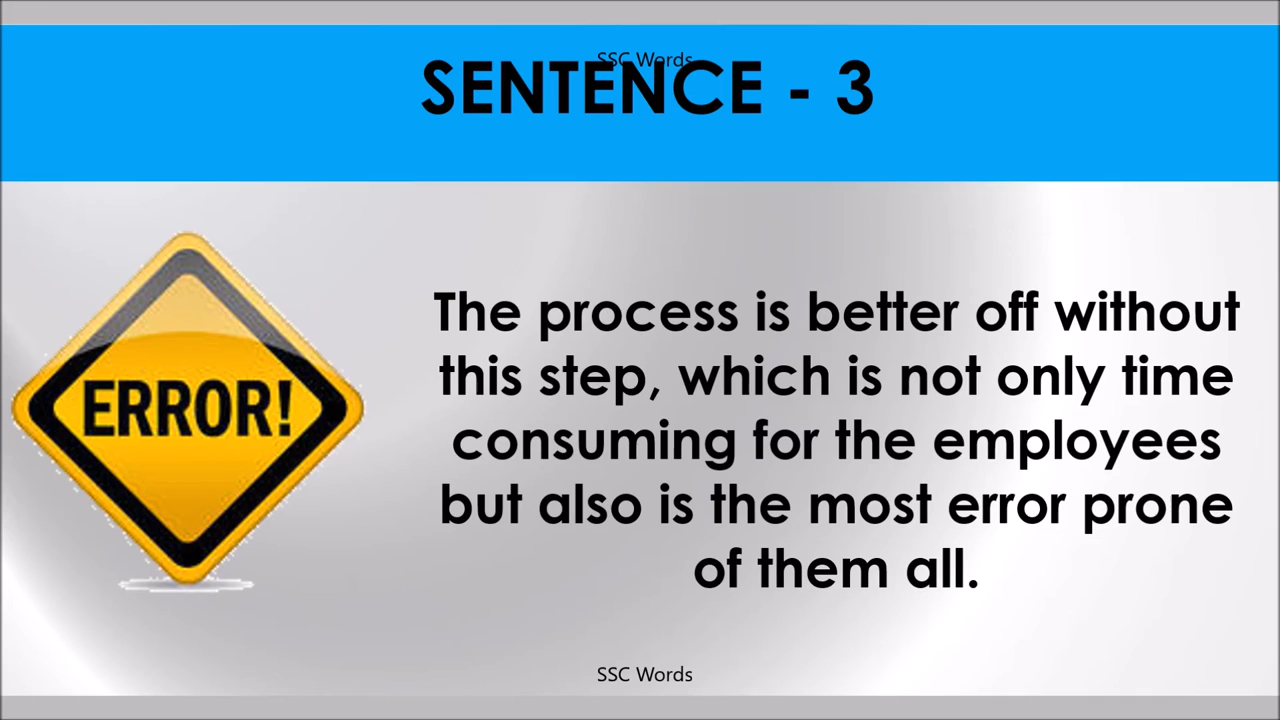 SSC Words
SENTENCE - 3
ERROR!
The process is better off without
this step, which is not only time
consuming for the employees
but also is the most error prone
of them all.
SSC Words